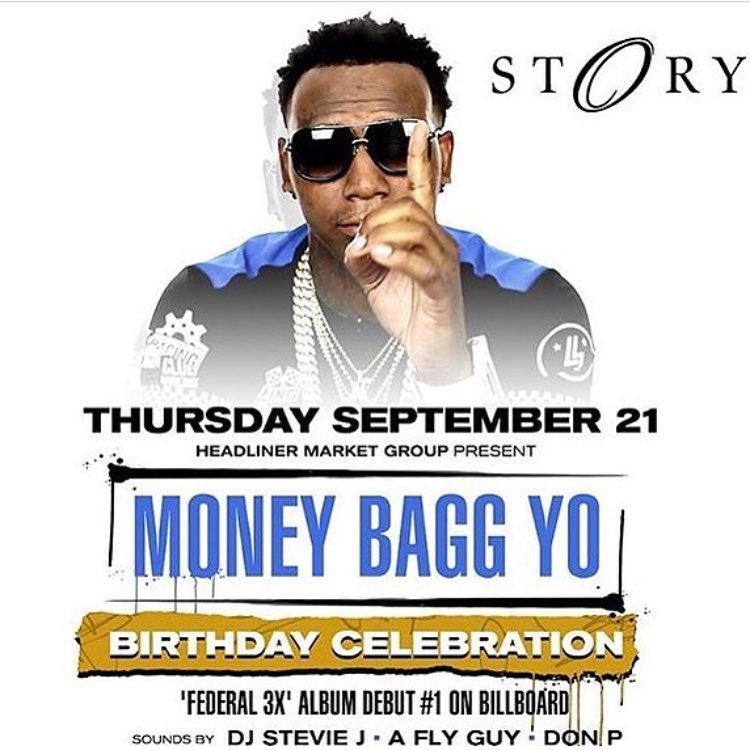 STORY
THURSDAY SEPTEMBER 21
HEADLINER MARKET GROUP PRESENT
MONEY BAGG YO
BIRTHDAY CELEBRATION
'FEDERAL 3X' ALBUM DEBUT #1 ON BILLBOARD
SOUNDS BY DJ STEVIE J · A FLY GUY · DON P